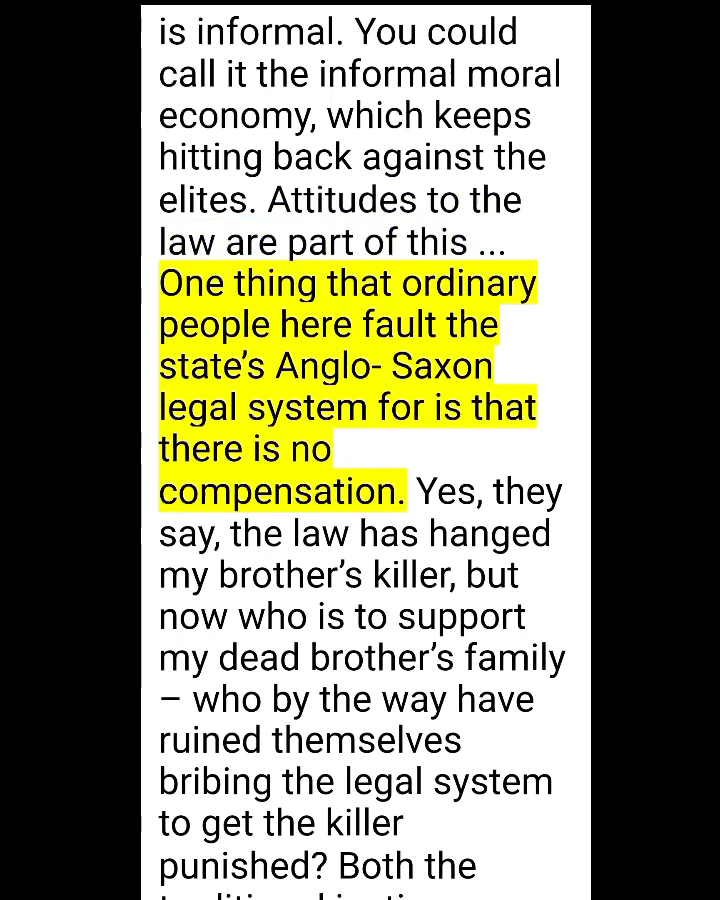 is informal. You could
call it the informal moral
economy, which keeps
hitting back against the
elites. Attitudes to the
law are part of this ...
One thing that ordinary
people here fault the
state’s Anglo- Saxon
legal system for is that
there is no
compensation. Yes, they
say, the law has hanged
my brother’s killer, but
now who is to support
my dead brother’s family
– who by the way have
ruined themselves
bribing the legal system
to get the killer
punished? Both the